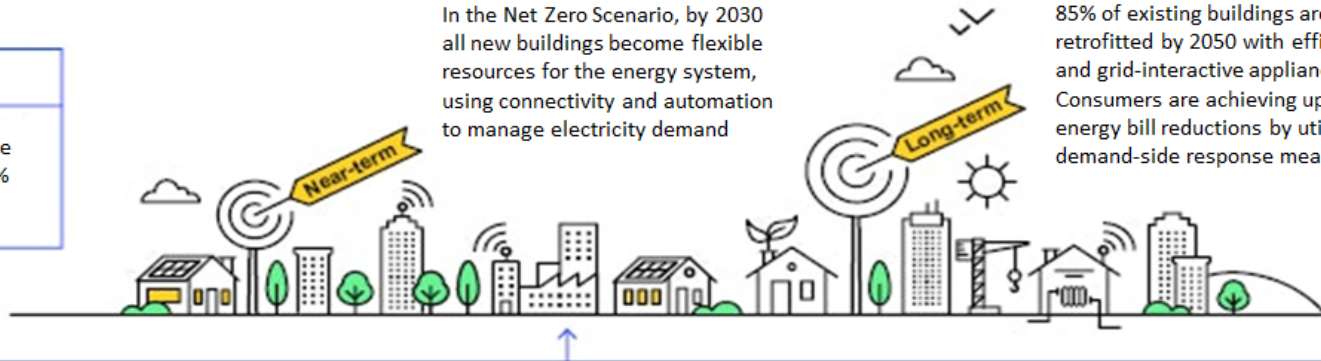 In the Net Zero Scenario, by 2030
all new buildings become flexible
resources for the energy system,
using connectivity and automation
to manage electricity demand
85% of existing buildings
retrofitted by 2050 with
and grid-interactive
Consumers are achieving
energy bill reductions by
demand-side response
%
Near-term
Long-term